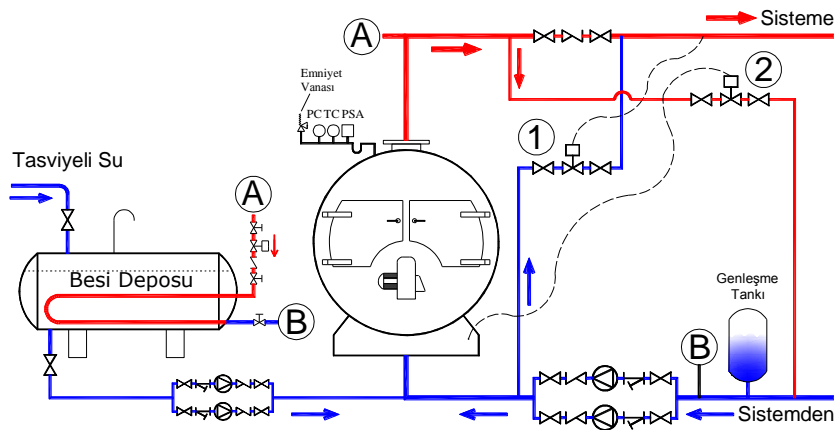 A
Sisteme
Emniyet
Vanası
PC TC PSA
2
1
Tasviyeli Su
A
Besi Deposu
B
Genleşme
Tankı
B
Sistemden